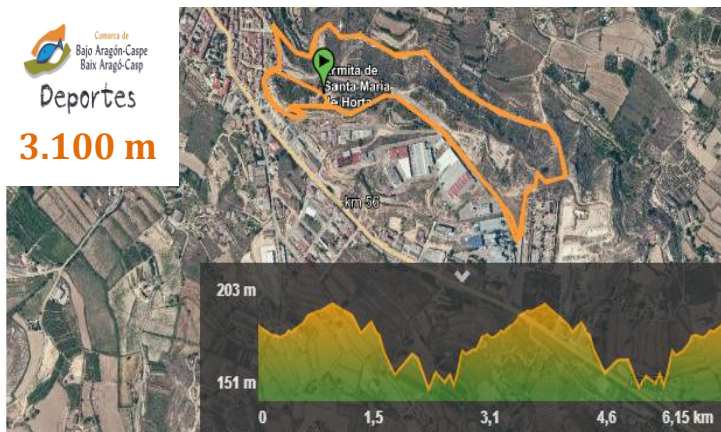 Comarca de
Bajo Aragón-Caspe
Baix Aragó-Casp
Deportes
3.100 m
rmita de
Santa María
de Horta
km 56
203 m
151 m
0 1,5 3,1 4,6 6,15 km